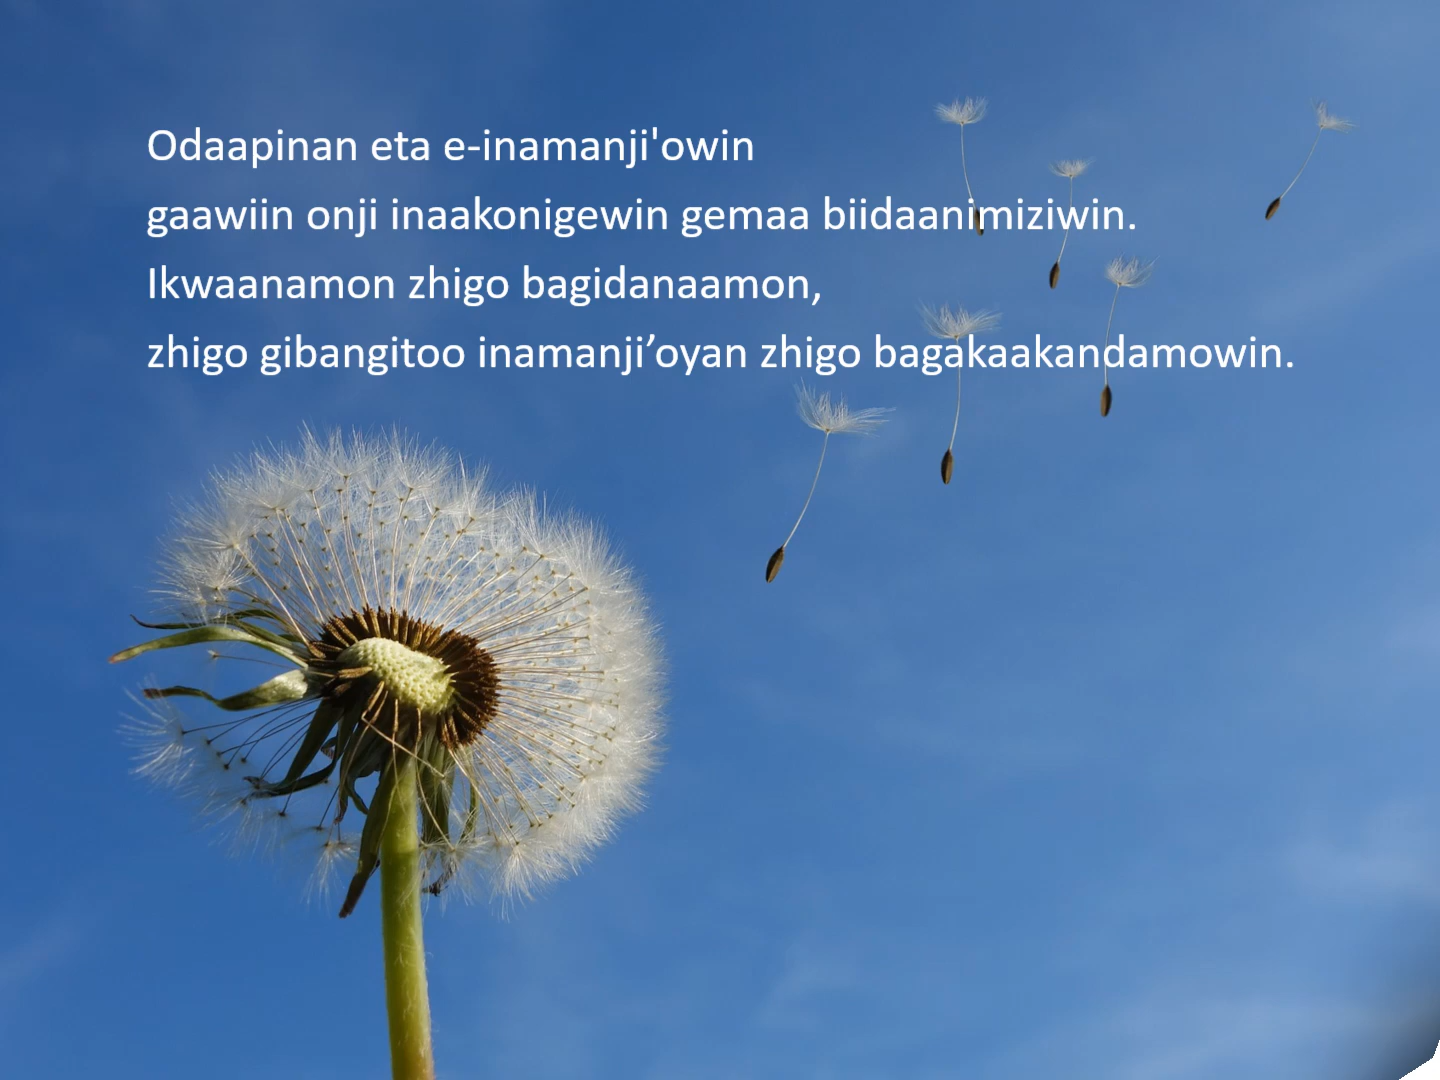 Odaapinan eta e-inamanji'owin
gaawiin onji inaakonigewin gemaa biidaanimiziwin.
Ikwaanamon zhigo bagidanaamon,
zhigo gibangitoo inamanji’oyan zhigo bagakaakandamowin.